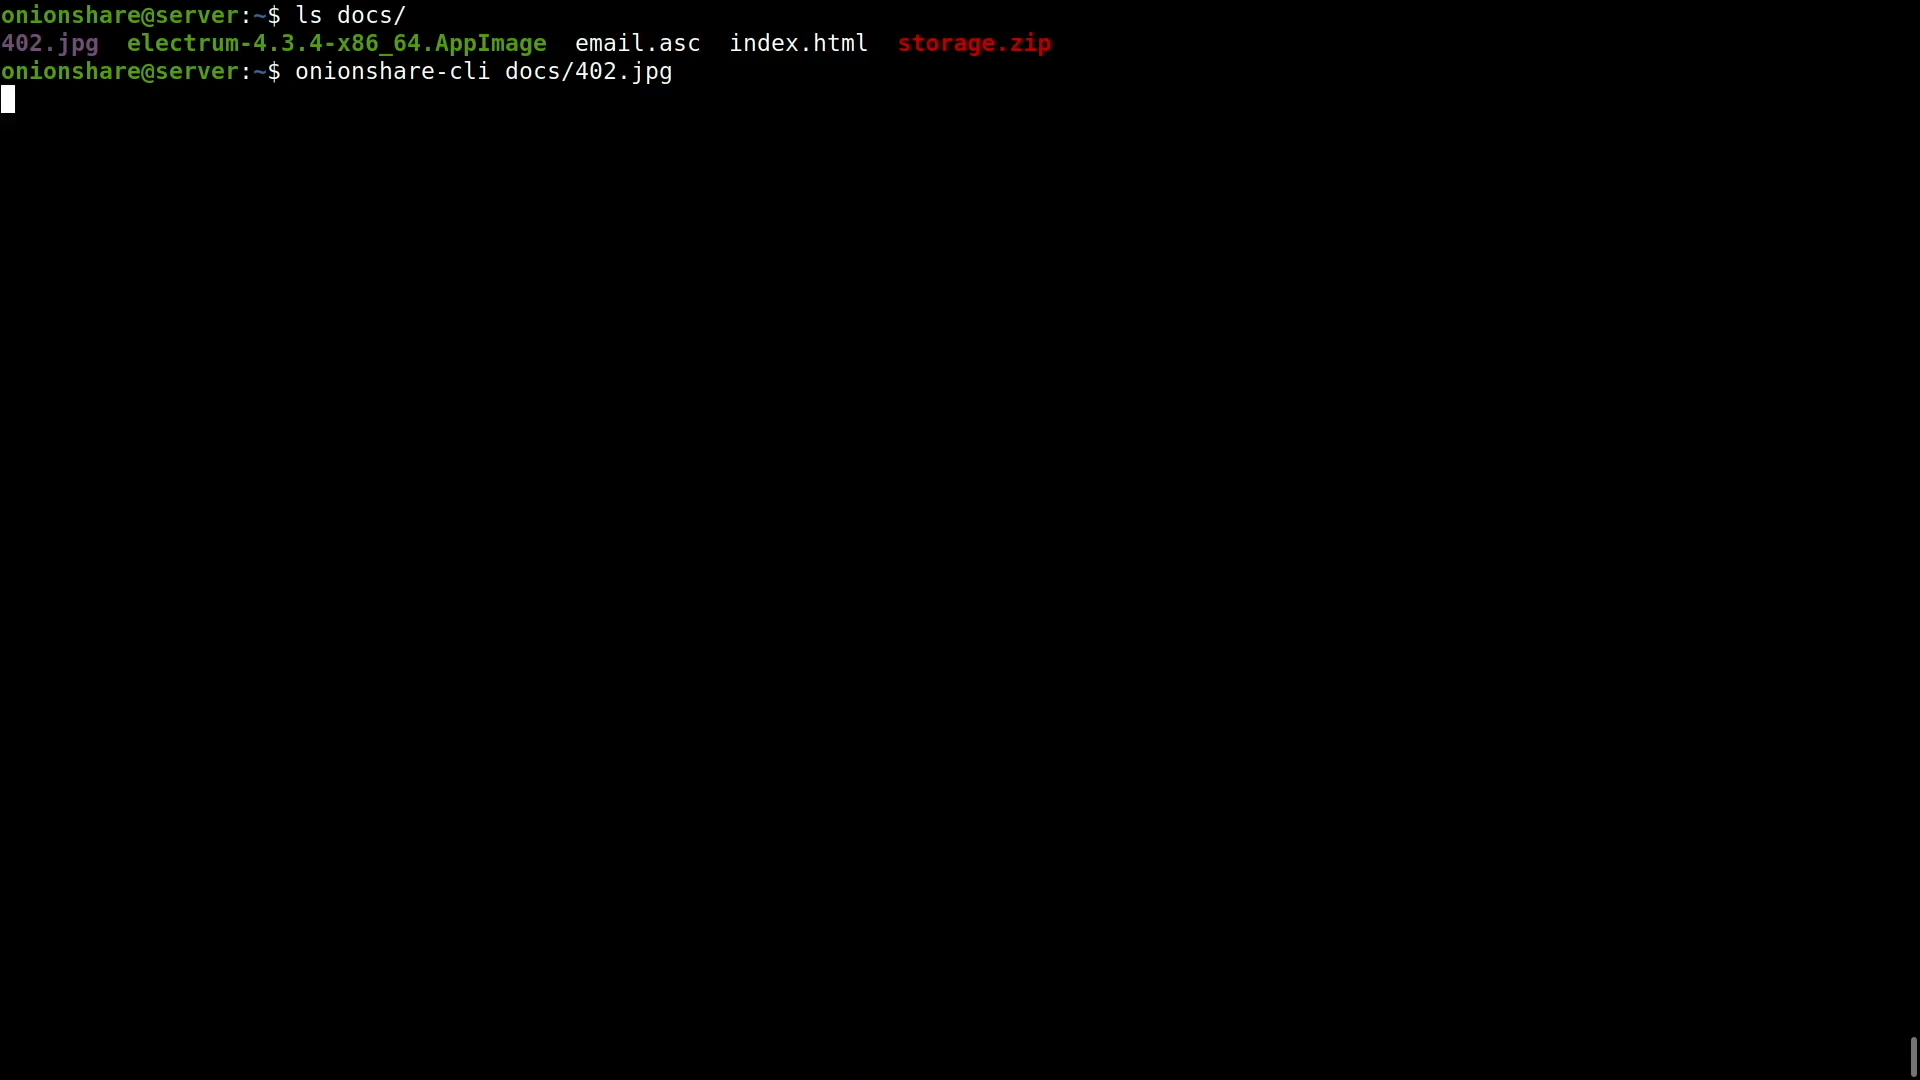 onionshare@server:~$ ls docs/
402.jpg  electrum-4.3.4-x86_64.AppImage  email.asc  index.html  storage.zip
onionshare@server:~$ onionshare-cli docs/402.jpg